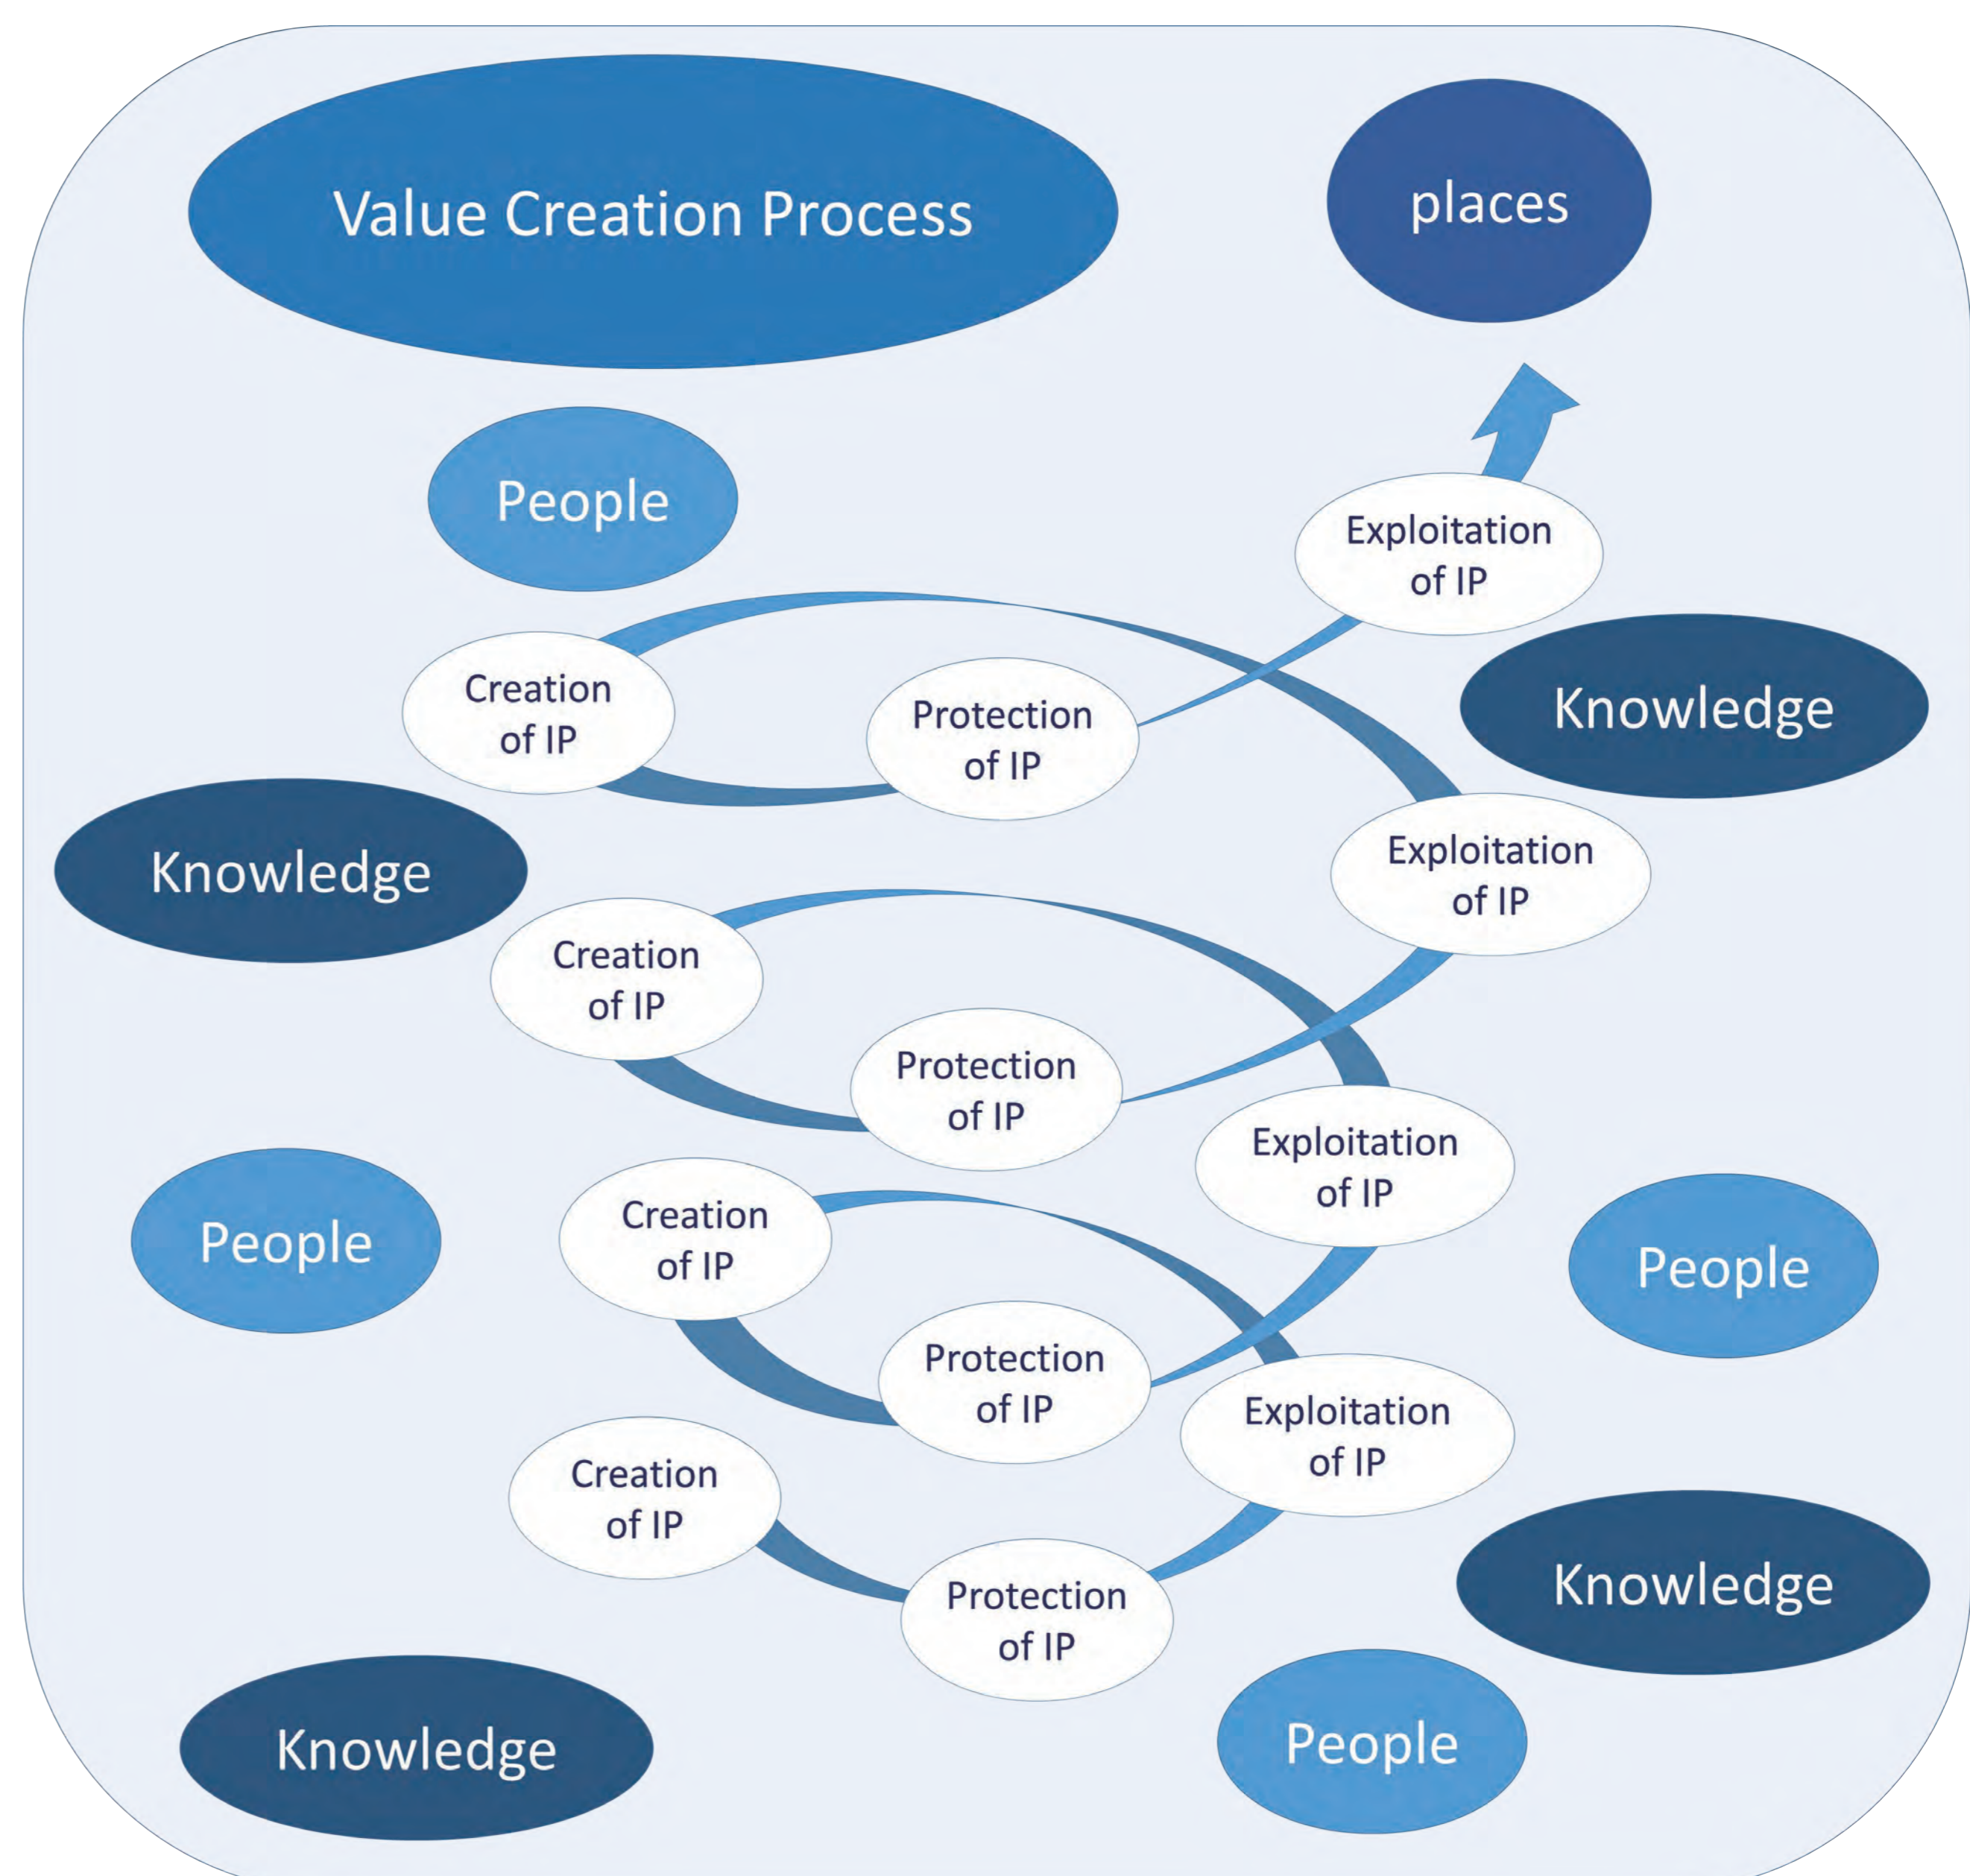 Value Creation Process
places
People
Exploitation
of IP
Creation
of IP
Protection
of IP
Knowledge
Knowledge
Exploitation
of IP
Creation
of IP
Protection
of IP
Exploitation
of IP
People
Creation
of IP
People
Protection
of IP
Exploitation
of IP
Creation
of IP
Knowledge
Protection
of IP
Knowledge
People